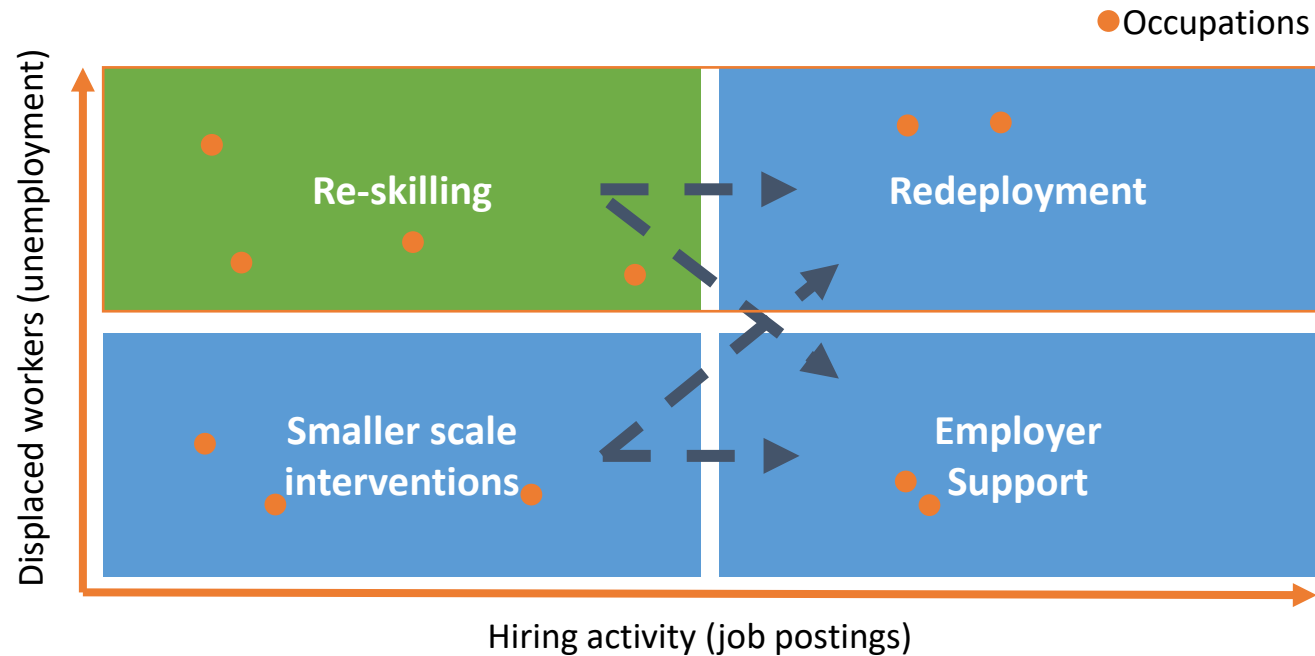 Occupations
Displaced workers (unemployment)
Re-skilling
Redeployment
Smaller scale
interventions
Employer
Support
Hiring activity (job postings)